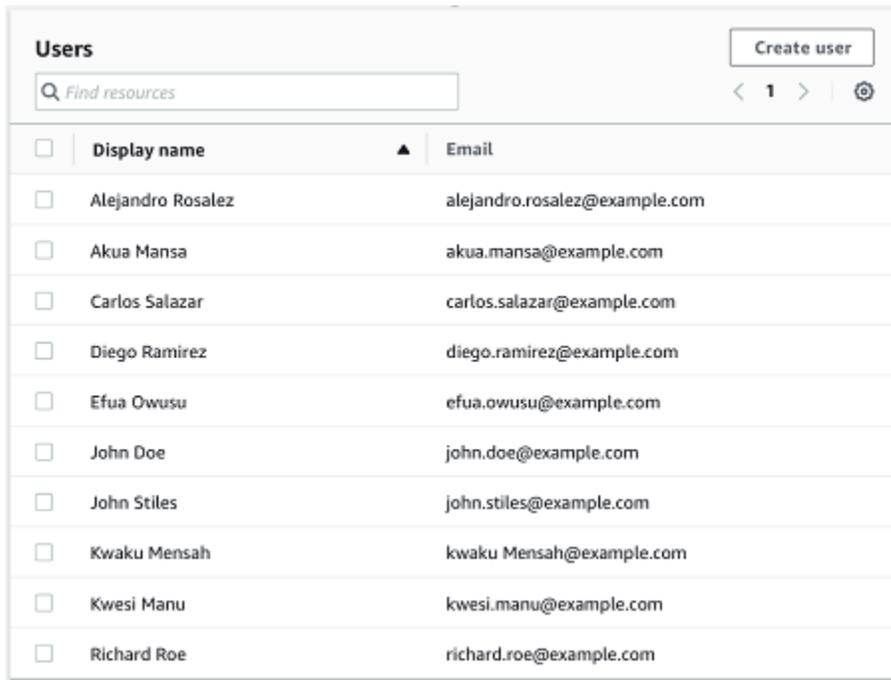 Users
Create user
Find resources
1
Display name Email
Alejandro Rosalez alejandro.rosalez@example.com
Akua Mansa akua.mansa@example.com
Carlos Salazar carlos.salazar@example.com
Diego Ramirez diego.ramirez@example.com
Efua Owusu efua.owusu@example.com
John Doe john.doe@example.com
John Stiles john.stiles@example.com
Kwaku Mensah kwaku Mensah@example.com
Kwesi Manu kwesi.manu@example.com
Richard Roe richard.roe@example.com